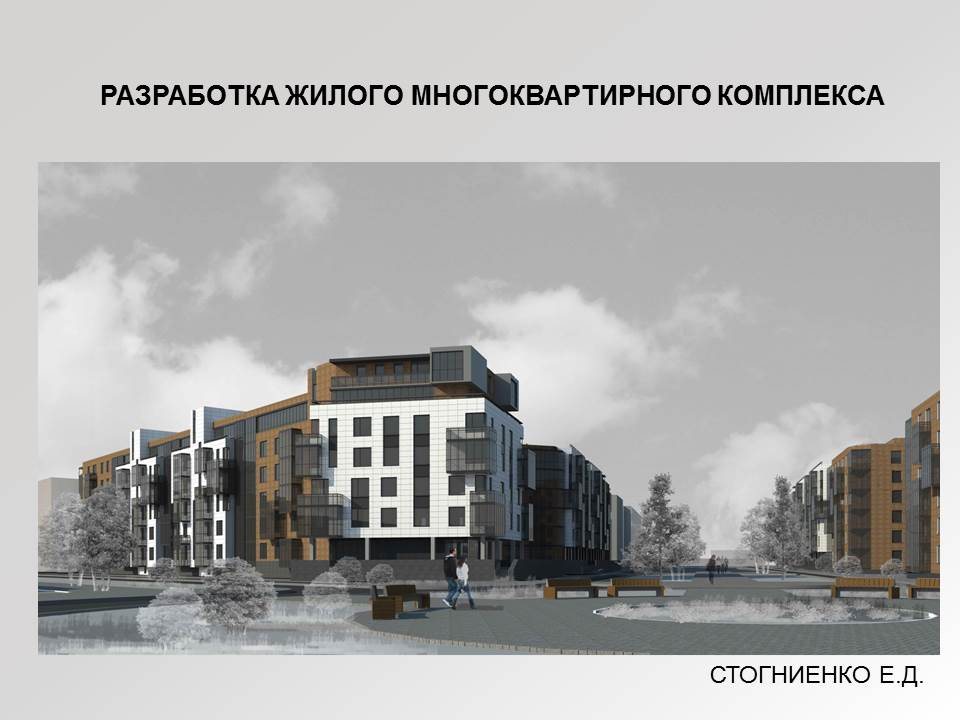 РАЗРАБОТКА ЖИЛОГО МНОГОКВАРТИРНОГО КОМПЛЕКСА
СТОГНИЕНКО Е.Д.